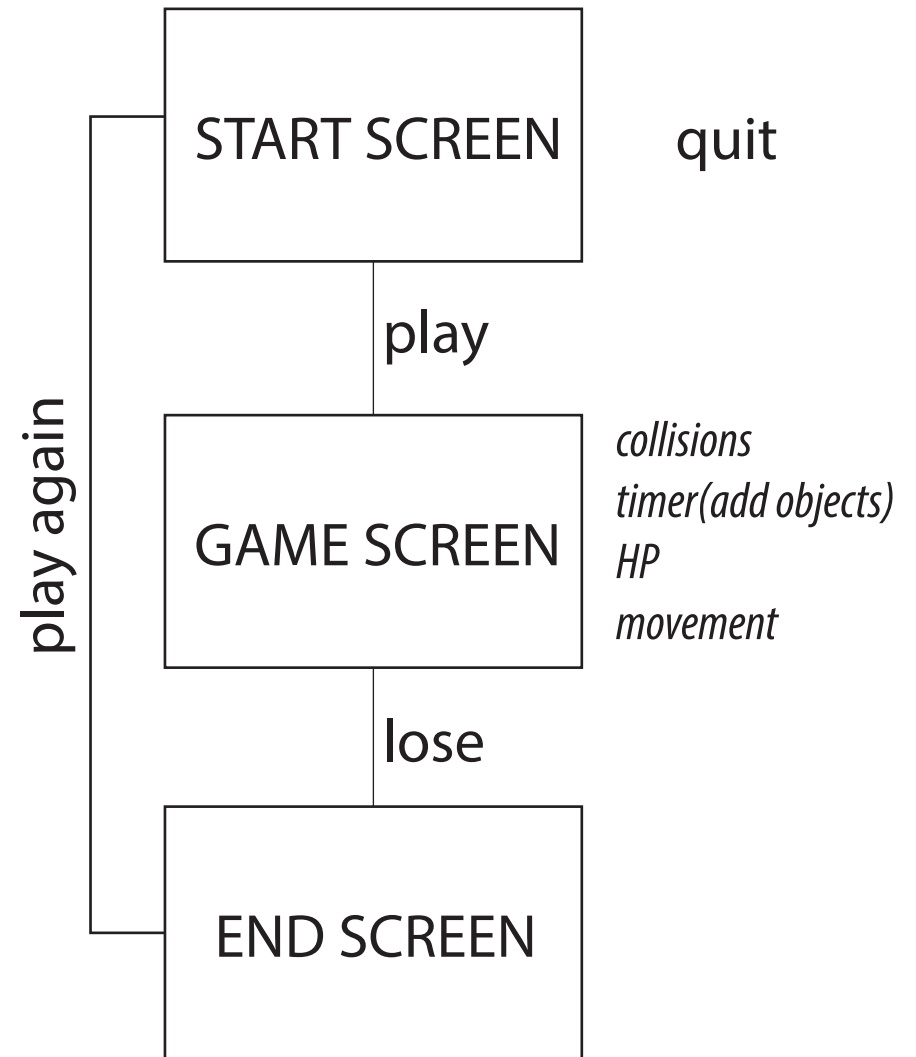 START SCREEN
quit
play
play again
GAME SCREEN
collisions
timer(add objects)
HP
movement
lose
END SCREEN